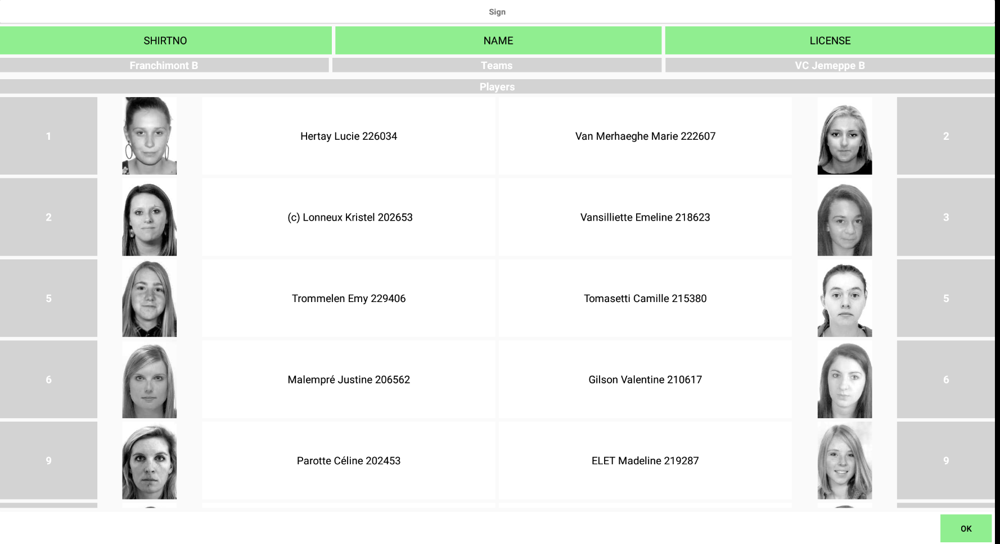 Sign
SHIRTNO NAME LICENSE
Franchimont B Teams VC Jemeppe B
Players
1 Hertay Lucie 226034 Van Merhaeghe Marie 222607 2
2 (c) Lonneux Kristel 202653 Vansilliette Emeline 218623 3
5 Trommelen Emy 229406 Tomasetti Camille 215380 5
6 Malempré Justine 206562 Gilson Valentine 210617 6
9 Parotte Céline 202453 ELET Madeline 219287 9
OK